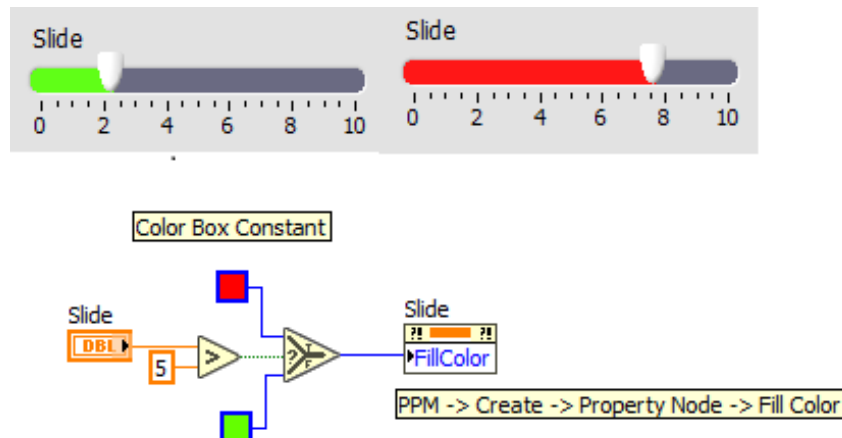 Slide
0 2 4 6 8 10
Slide
0 2 4 6 8 10
Color Box Constant
Slide
DBL
5
>
?
T
F
Slide
?! ?!
FillColor
PPM -> Create -> Property Node -> Fill Color